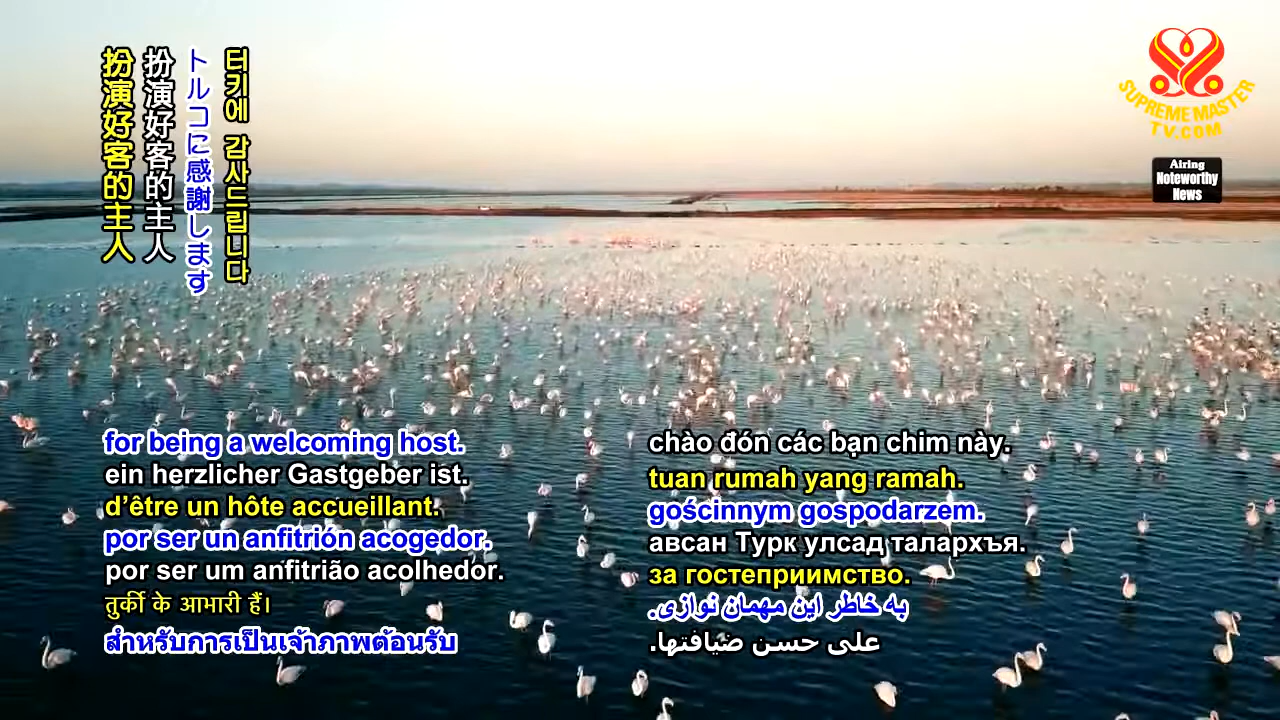 扮演好客的主人
扮演好客的主人
トルコに感謝します
터키에 감사드립니다
SUPREME MASTER
TV.COM
Airing
Noteworthy
News
for being a welcoming host.
ein herzlicher Gastgeber ist.
d’être un hôte accueillant.
por ser un anfitrión acogedor.
por ser um anfitrião acolhedor.
तुर्की के आभारी हैं।
สำหรับการเป็นเจ้าภาพต้อนรับ
chào đón các bạn chim này.
tuan rumah yang ramah.
gościnnym gospodarzem.
авсан Турк улсад талархъя.
за гостеприимство.
به خاطر این مهمان نوازی.
على حسن ضيافتها.